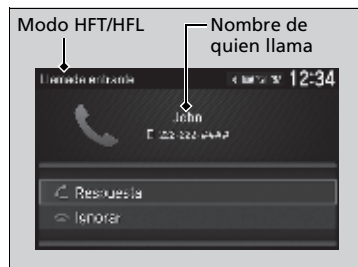 Modo HFT/HFL
Nombre de
quien llama
Llamada entrante
12:34
John
Respuesta
Ignorar